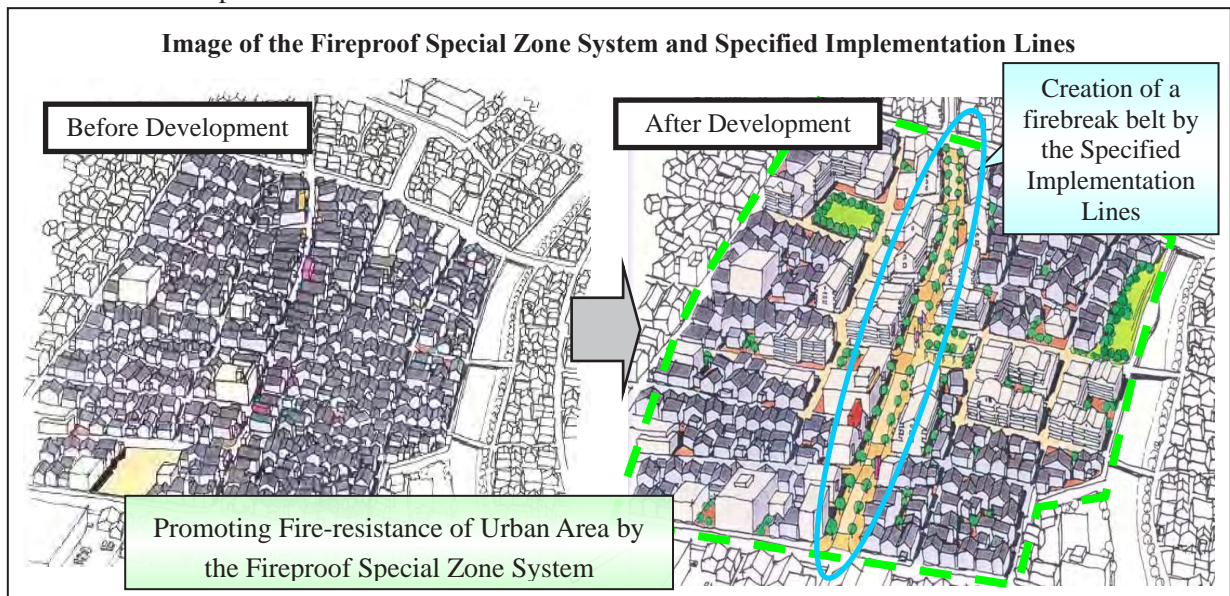 Image of the Fireproof Special Zone System and Specified Implementation Lines
Before Development
After Development
Creation of a
firebreak belt by
the Specified
Implementation
Lines
Promoting Fire-resistance of Urban Area by
the Fireproof Special Zone System